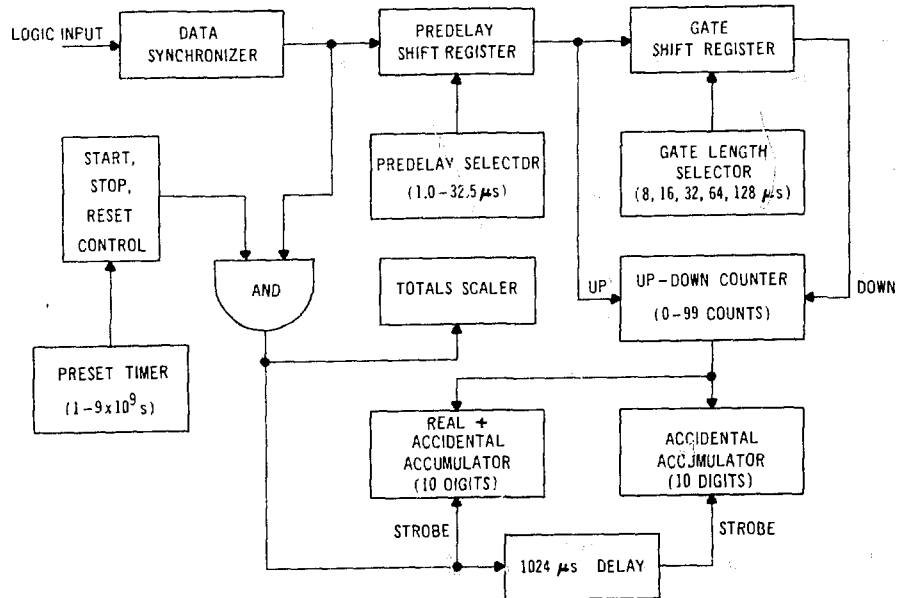 LOGIC INPUT
DATA
SYNCHRONIZER
PREDELAY
SHIFT REGISTER
GATE
SHIFT REGISTER
START,
STOP,
RESET
CONTROL
PREDELAY SELECTOR
(1.0-32.5 μs)
GATE LENGTH
SELECTOR
(8, 16, 32, 64, 128 μs)
AND
TOTALS SCALER
UP
UP-DOWN COUNTER
(0-99 COUNTS)
DOWN
PRESET TIMER
(1-9x10⁹ s)
REAL +
ACCIDENTAL
ACCUMULATOR
(10 DIGITS)
ACCIDENTAL
ACCUMULATOR
(10 DIGITS)
STROBE
STROBE
1024 μs DELAY